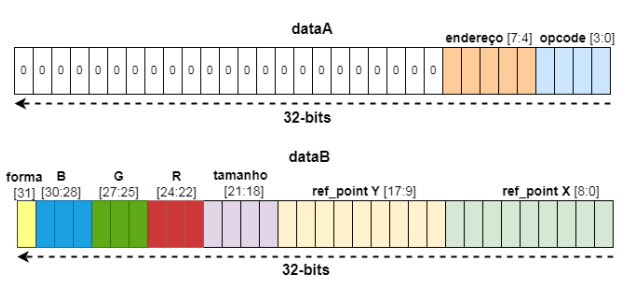 dataA
endereço [7:4] opcode [3:0]
0 0 0 0 0 0 0 0 0 0 0 0 0 0 0 0 0 0 0 0 0 0 0
32-bits
dataB
forma B G R tamanho
[31] [30:28] [27:25] [24:22] [21:18] ref_point Y [17:9] ref_point X [8:0]
32-bits